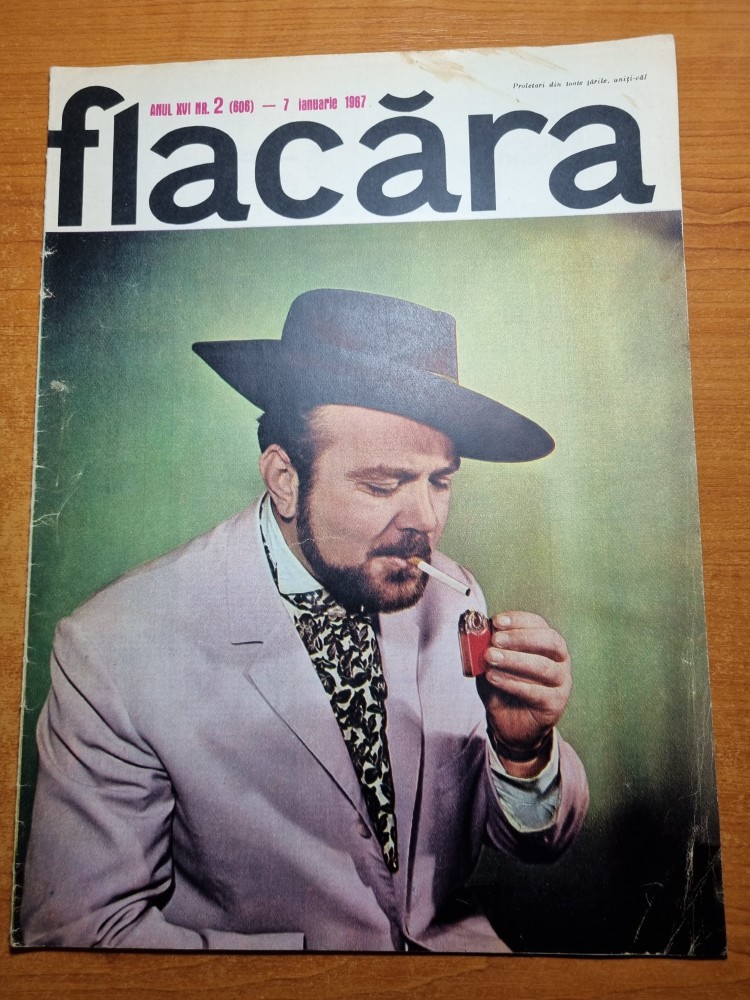 Proletari din toate țările, uniți-vă!
ANUL XVI NR. 2 (606) — 7 ianuarie 1967
flacăra